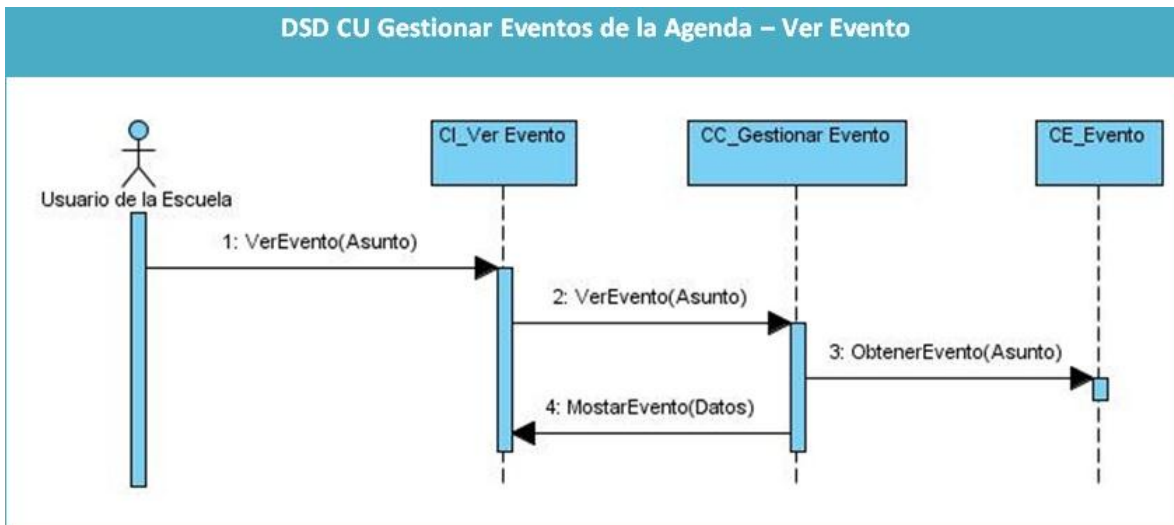 DSD CU Gestionar Eventos de la Agenda – Ver Evento
CI_Ver Evento
CC_Gestionar Evento
CE_Evento
Usuario de la Escuela
1: VerEvento(Asunto)
2: VerEvento(Asunto)
3: ObtenerEvento(Asunto)
4: MostarEvento(Datos)